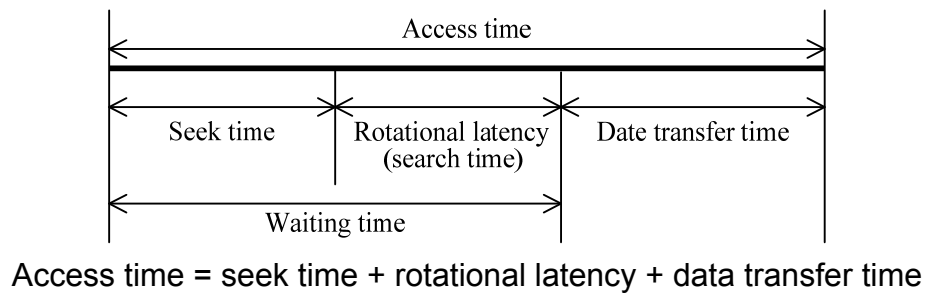 Access time
Seek time
Rotational latency
(search time)
Date transfer time
Waiting time
Access time = seek time + rotational latency + data transfer time